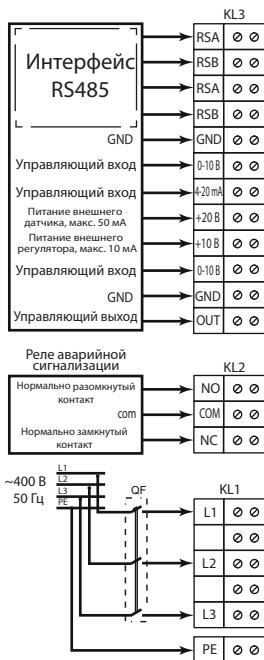 KL3
Интерфейс
RS485
RSA
RSB
RSA
RSB
GND
GND
Управляющий вход
0-10 В
Управляющий вход
4-20 mA
Питание внешнего
датчика, макс. 50 мА
+20 В
Питание внешнего
регулятора, макс. 10 мА
+10 В
Управляющий вход
0-10 В
GND
GND
Управляющий выход
OUT
Реле аварийной
сигнализации
KL2
Нормально разомкнутый
контакт
NO
com
COM
Нормально замкнутый
контакт
NC
~400 В
50 Гц
L1
L2
L3
PE
QF
KL1
L1
L2
L3
PE